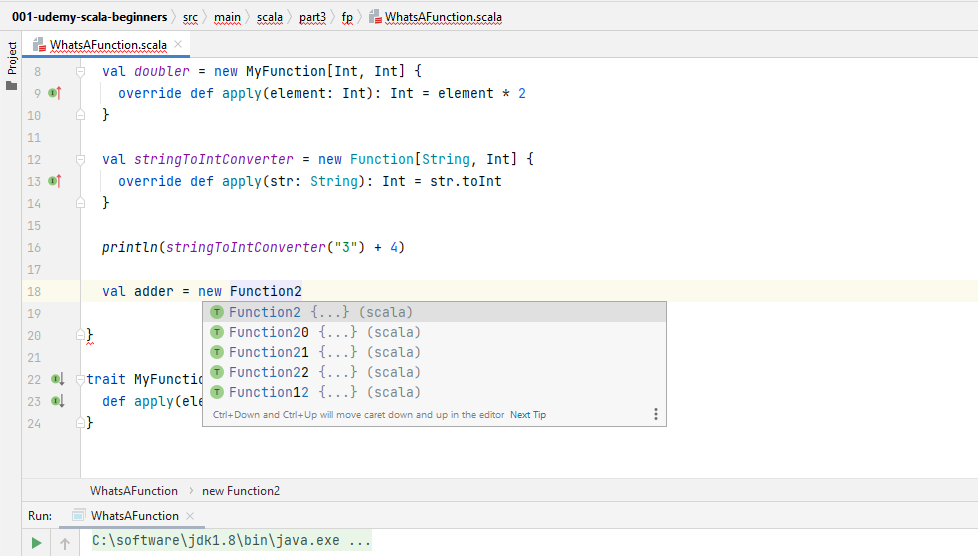 001-udemy-scala-beginners 〉 src 〉 main 〉 scala 〉 part3 〉 fp 〉 WhatsAFunction.scala
Project
WhatsAFunction.scala ×
8 val doubler = new MyFunction[Int, Int] {
9 override def apply(element: Int): Int = element * 2
10 }
11
12 val stringToIntConverter = new Function[String, Int] {
13 override def apply(str: String): Int = str.toInt
14 }
15
16 println(stringToIntConverter("3") + 4)
17
18 val adder = new Function2
19
Function2 {...} (scala)
Function20 {...} (scala)
Function21 {...} (scala)
Function22 {...} (scala)
Function12 {...} (scala)
Ctrl+Down and Ctrl+Up will move caret down and up in the editor Next Tip
20 }
21
22 trait MyFunctio
23 def apply(ele
24 }
WhatsAFunction › new Function2
Run: WhatsAFunction ×
C:\software\jdk1.8\bin\java.exe ...